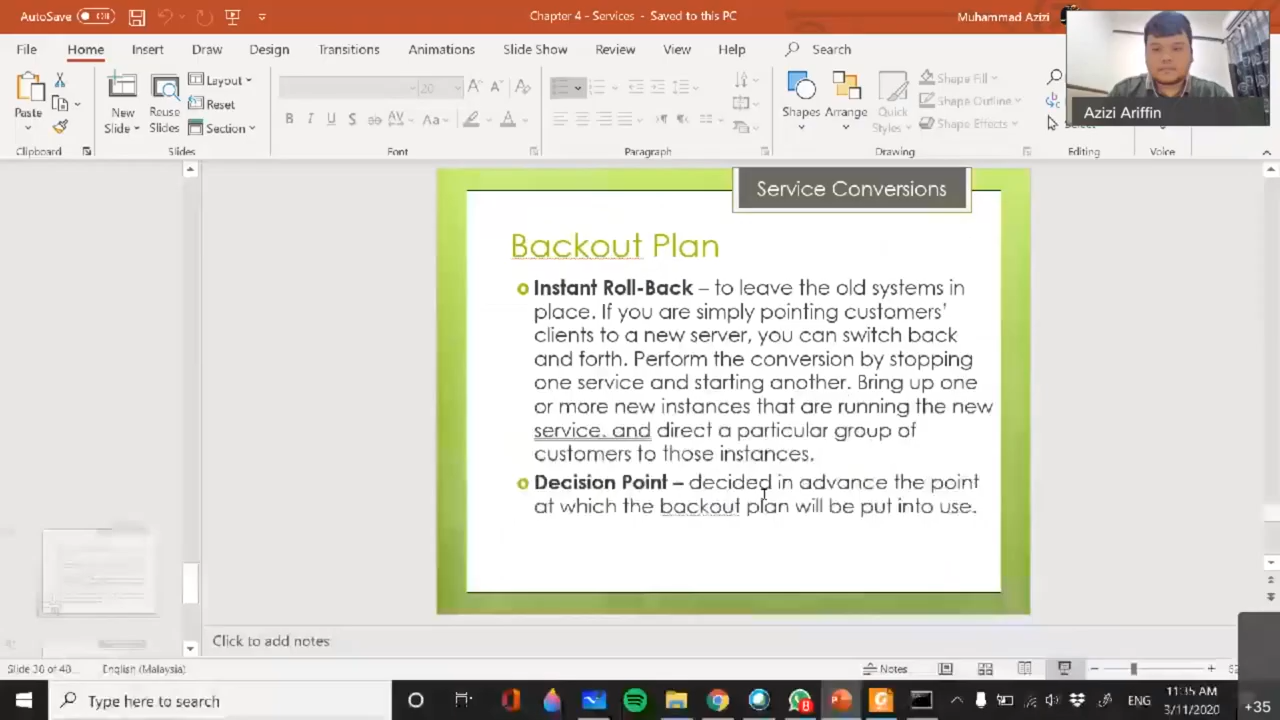 AutoSave Off
Chapter 4 - Services - Saved to this PC
Muhammad Azizi
File Home Insert Draw Design Transitions Animations Slide Show Review View Help Search
Paste
New Slide
Reuse Slides
Layout
Reset
Section
20
B I U S AV Aa A
Shapes
Arrange
Quick Styles
Shape Fill
Shape Outline
Shape Effects
Select
Azizi Ariffin
Clipboard Slides Font Paragraph Drawing Editing Voice
Service Conversions
Backout Plan
Instant Roll-Back – to leave the old systems in
place. If you are simply pointing customers'
clients to a new server, you can switch back
and forth. Perform the conversion by stopping
one service and starting another. Bring up one
or more new instances that are running the new
service, and direct a particular group of
customers to those instances.
Decision Point – decided in advance the point
at which the backout plan will be put into use.
Click to add notes
English (Malaysia)
Notes
Type here to search
ENG
11:35 AM
3/11/2020
+35